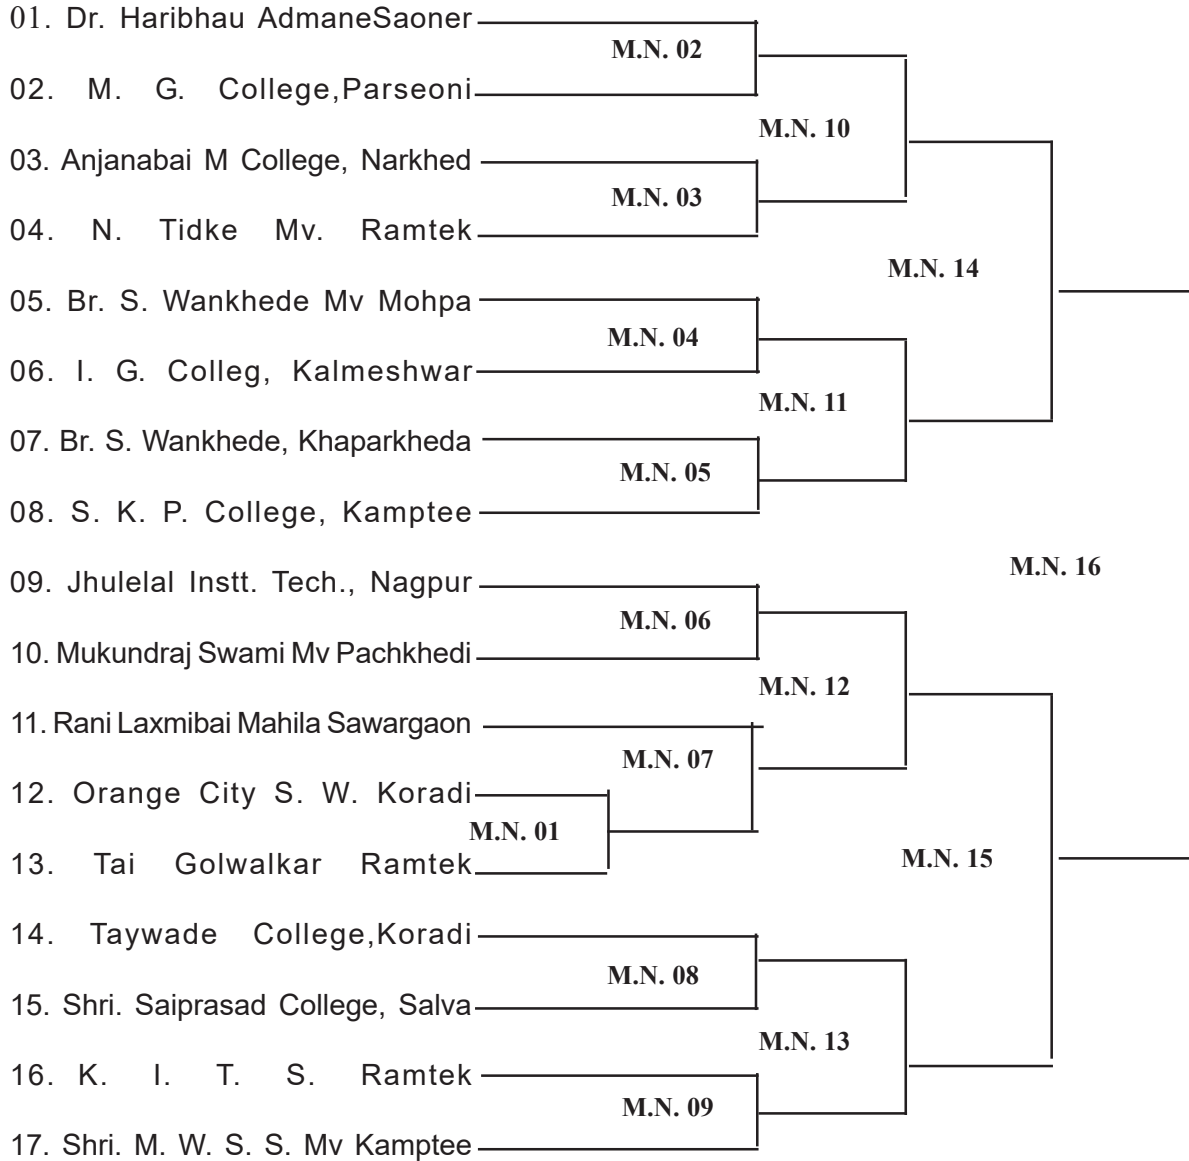 01. Dr. Haribhau AdmaneSaoner
M.N. 02
02. M. G. College,Parseoni
M.N. 10
03. Anjanabai M College, Narkhed
M.N. 03
04. N. Tidke Mv. Ramtek
M.N. 14
05. Br. S. Wankhede Mv Mohpa
M.N. 04
06. I. G. Colleg, Kalmeshwar
M.N. 11
07. Br. S. Wankhede, Khaparkheda
M.N. 05
08. S. K. P. College, Kamptee
M.N. 16
09. Jhulelal Instt. Tech., Nagpur
M.N. 06
10. Mukundraj Swami Mv Pachkhedi
M.N. 12
11. Rani Laxmibai Mahila Sawargaon
M.N. 07
12. Orange City S. W. Koradi
M.N. 01
13. Tai Golwalkar Ramtek
M.N. 15
14. Taywade College,Koradi
M.N. 08
15. Shri. Saiprasad College, Salva
M.N. 13
16. K. I. T. S. Ramtek
M.N. 09
17. Shri. M. W. S. S. Mv Kamptee